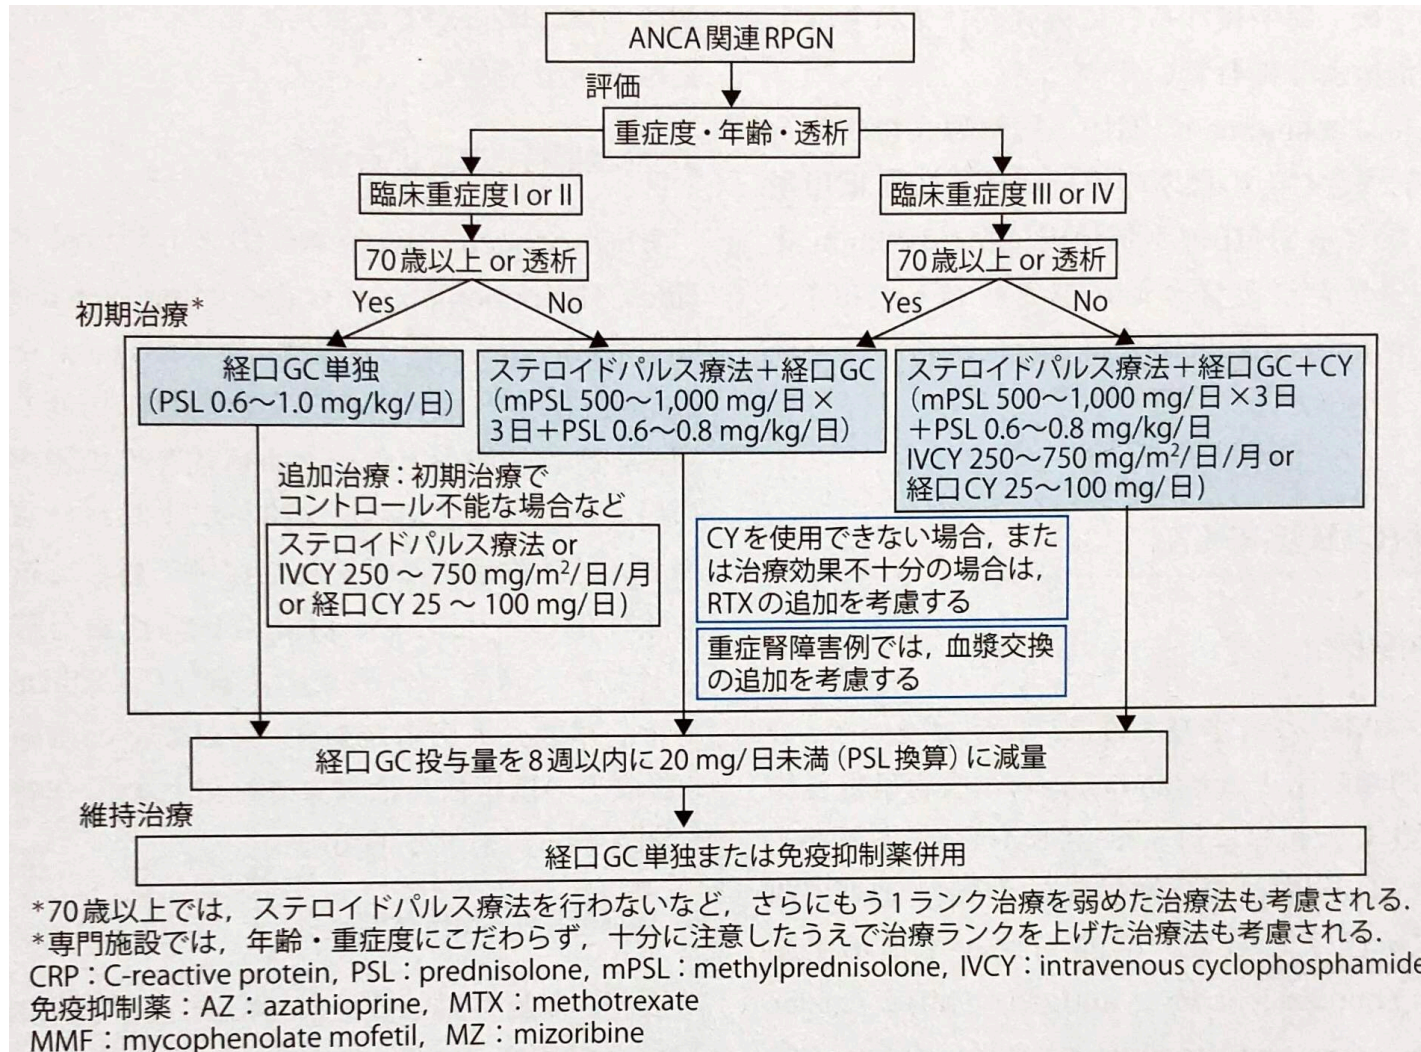 ANCA関連RPGN
評価
重症度・年齢・透析
臨床重症度I or II
臨床重症度III or IV
70歳以上 or 透析
70歳以上 or 透析
Yes
No
Yes
No
初期治療*
経口GC単独
(PSL 0.6〜1.0 mg/kg/日)
ステロイドパルス療法+経口GC
(mPSL 500〜1,000 mg/日×
3日+PSL 0.6〜0.8 mg/kg/日)
ステロイドパルス療法+経口GC+CY
(mPSL 500〜1,000 mg/日×3日
+PSL 0.6〜0.8 mg/kg/日
IVCY 250〜750 mg/m²/日/月 or
経口CY 25〜100 mg/日)
追加治療:初期治療で
コントロール不能な場合など
ステロイドパルス療法 or
IVCY 250 〜 750 mg/m²/日/月
or 経口CY 25 〜 100 mg/日)
CYを使用できない場合,また
は治療効果不十分の場合は,
RTXの追加を考慮する
重症腎障害例では,血漿交換
の追加を考慮する
経口GC投与量を8週以内に20 mg/日未満(PSL換算)に減量
維持治療
経口GC単独または免疫抑制薬併用
*70歳以上では,ステロイドパルス療法を行わないなど,さらにもう1ランク治療を弱めた治療法も考慮される.
*専門施設では,年齢・重症度にこだわらず,十分に注意したうえで治療ランクを上げた治療法も考慮される.
CRP:C-reactive protein, PSL:prednisolone, mPSL:methylprednisolone, IVCY:intravenous cyclophosphamide
免疫抑制薬:AZ:azathioprine, MTX:methotrexate
MMF:mycophenolate mofetil, MZ:mizoribine